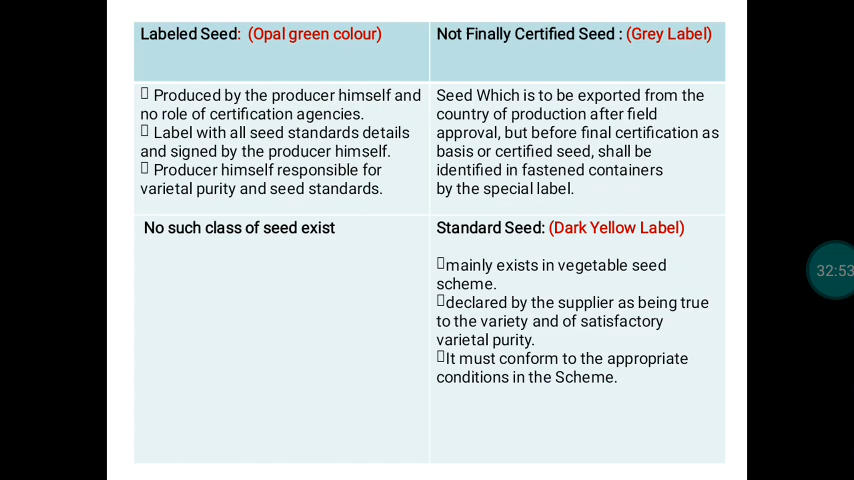 Labeled Seed: (Opal green colour)
Produced by the producer himself and
no role of certification agencies.
Label with all seed standards details
and signed by the producer himself.
Producer himself responsible for
varietal purity and seed standards.
Not Finally Certified Seed : (Grey Label)
Seed Which is to be exported from the
country of production after field
approval, but before final certification as
basis or certified seed, shall be
identified in fastened containers
by the special label.
No such class of seed exist
Standard Seed: (Dark Yellow Label)
mainly exists in vegetable seed
scheme.
declared by the supplier as being true
to the variety and of satisfactory
varietal purity.
It must conform to the appropriate
conditions in the Scheme.
32:53